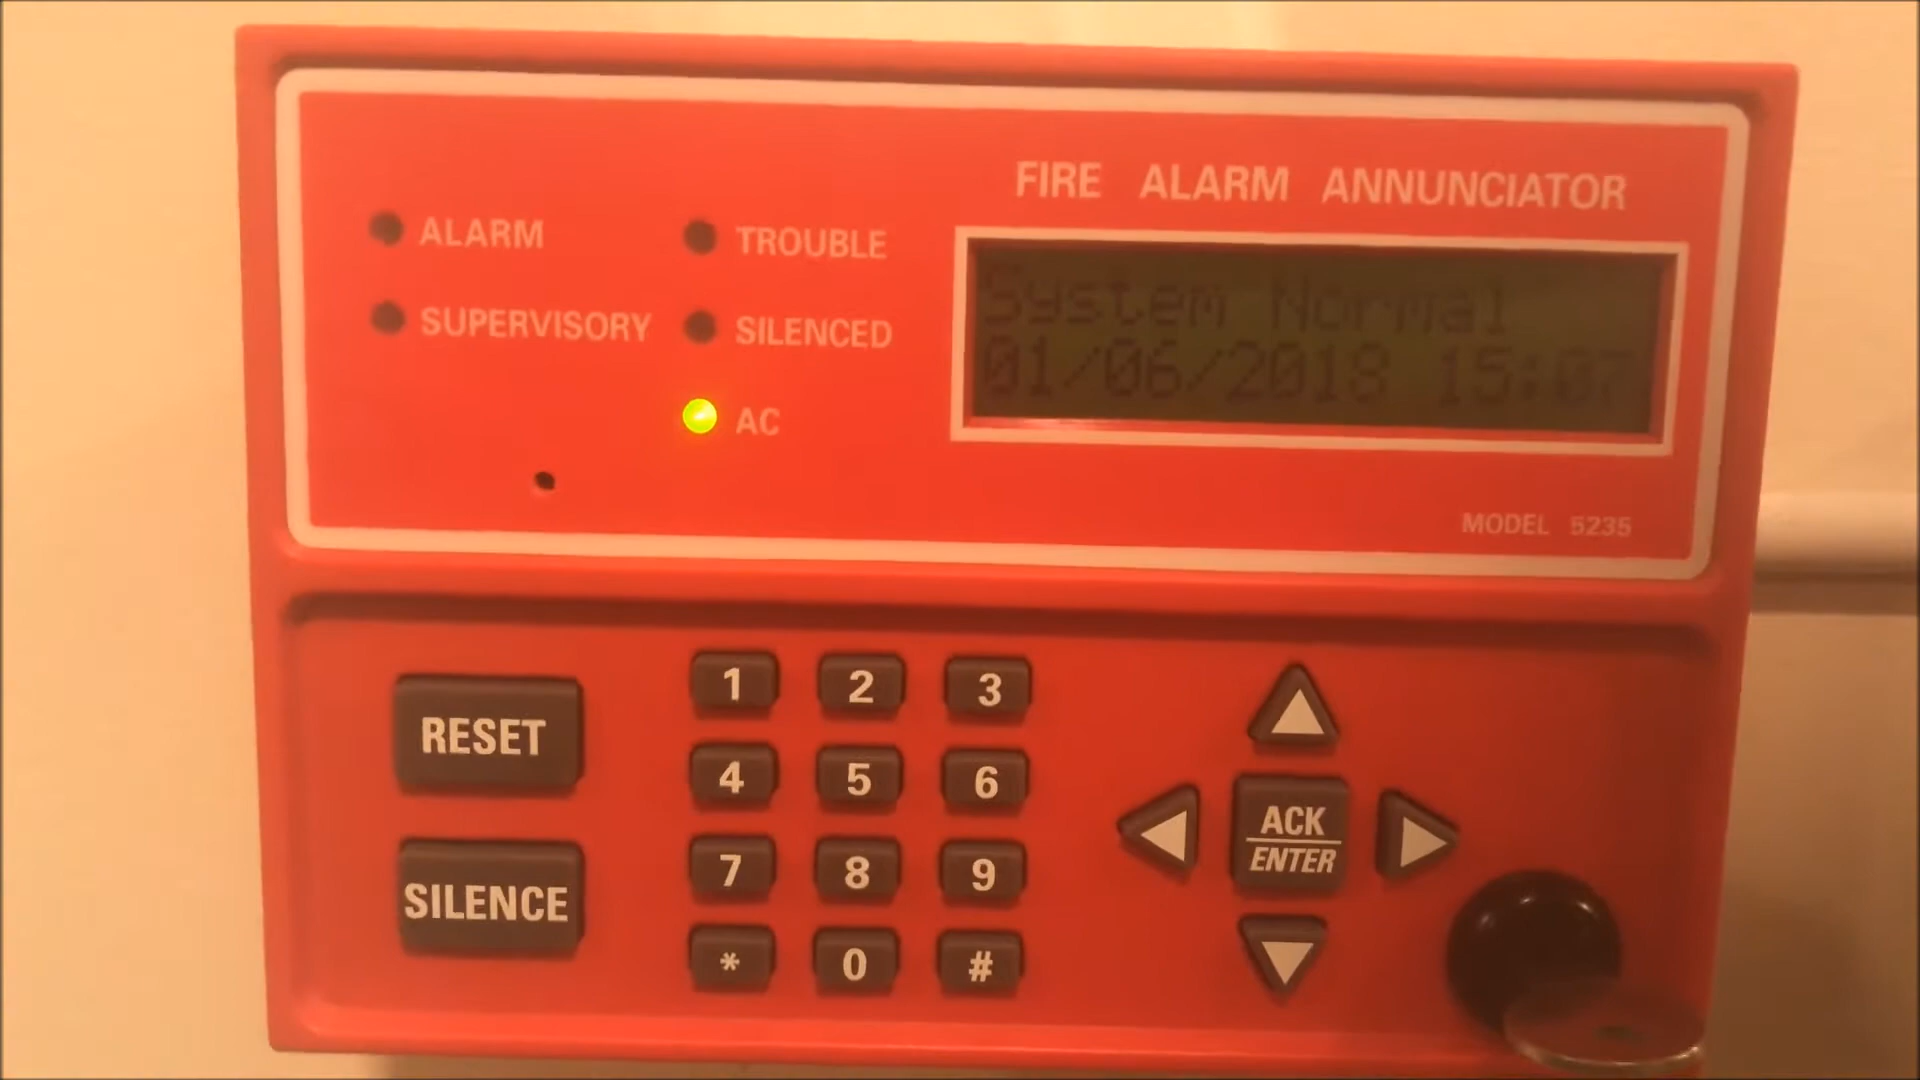 FIRE ALARM ANNUNCIATOR
ALARM
TROUBLE
SUPERVISORY
SILENCED
AC
System Normal
01/06/2018 15:07
MODEL 5235
RESET
SILENCE
1 2 3
4 5 6
7 8 9
* 0 #
ACK
ENTER